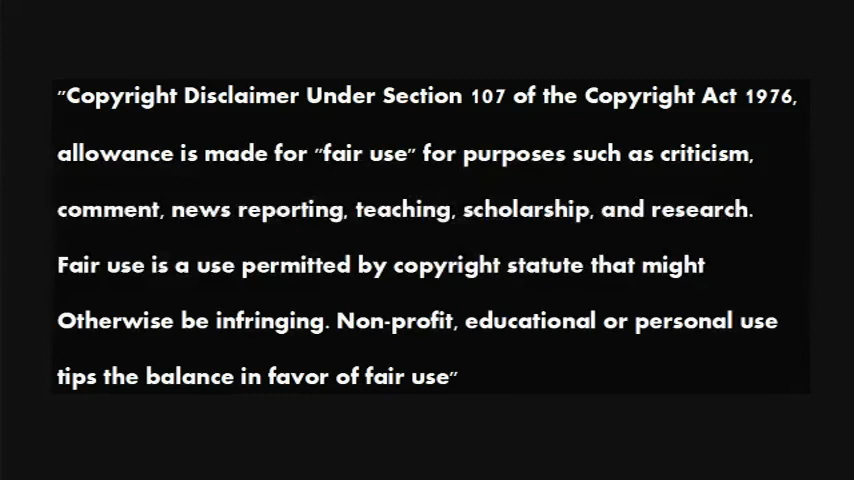 "Copyright Disclaimer Under Section 107 of the Copyright Act 1976,
allowance is made for "fair use" for purposes such as criticism,
comment, news reporting, teaching, scholarship, and research.
Fair use is a use permitted by copyright statute that might
Otherwise be infringing. Non-profit, educational or personal use
tips the balance in favor of fair use"